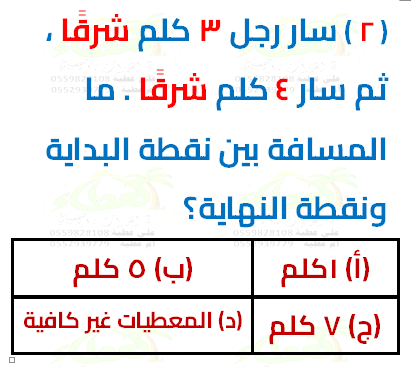 (٢) سار رجل ٣ كلم شرقًا ،
ثم سار ٤ كلم شرقًا . ما
المسافة بين نقطة البداية
ونقطة النهاية؟
(أ) ١كلم
(ب) ٥ كلم
(ج) ٧ كلم
(د) المعطيات غير كافية